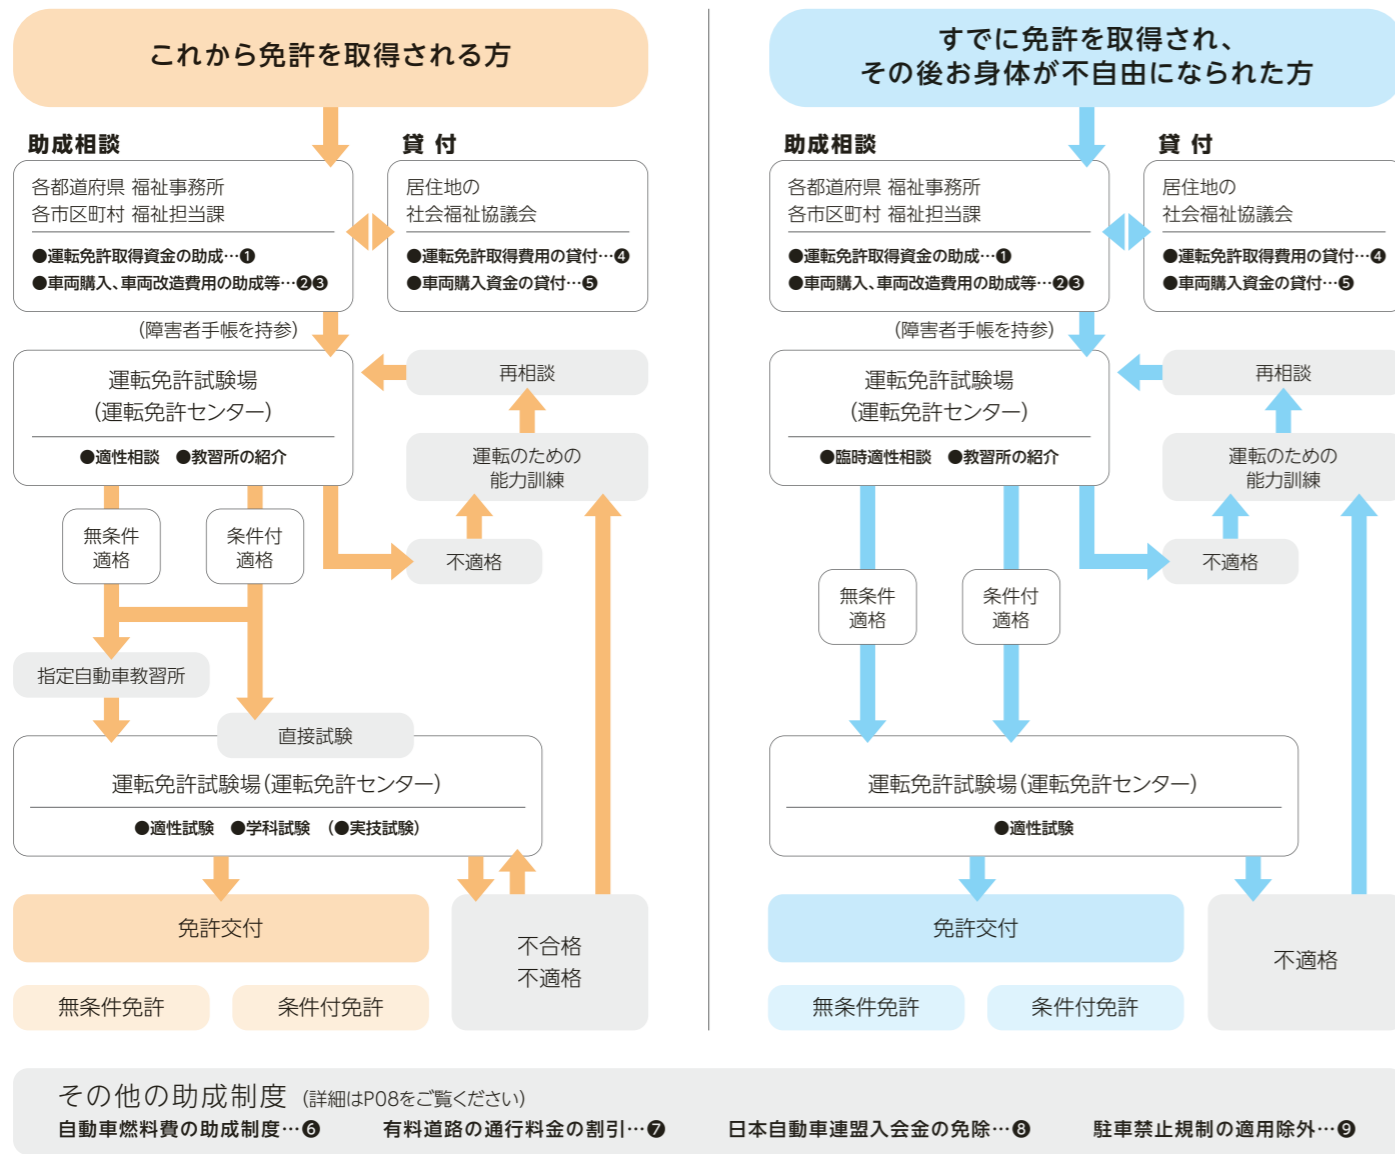 これから免許を取得される方
助成相談
貸 付
各都道府県 福祉事務所
各市区町村 福祉担当課
●運転免許取得資金の助成…❶
●車両購入、車両改造費用の助成等…❷❸
居住地の
社会福祉協議会
●運転免許取得費用の貸付…❹
●車両購入資金の貸付…❺
(障害者手帳を持参)
運転免許試験場
(運転免許センター)
●適性相談 ●教習所の紹介
再相談
運転のための
能力訓練
不適格
無条件
適格
条件付
適格
指定自動車教習所
直接試験
運転免許試験場(運転免許センター)
●適性試験 ●学科試験 (●実技試験)
免許交付
無条件免許
条件付免許
不合格
不適格
すでに免許を取得され、
その後お身体が不自由になられた方
助成相談
貸 付
各都道府県 福祉事務所
各市区町村 福祉担当課
●運転免許取得資金の助成…❶
●車両購入、車両改造費用の助成等…❷❸
居住地の
社会福祉協議会
●運転免許取得費用の貸付…❹
●車両購入資金の貸付…❺
(障害者手帳を持参)
運転免許試験場
(運転免許センター)
●臨時適性相談 ●教習所の紹介
再相談
運転のための
能力訓練
不適格
無条件
適格
条件付
適格
運転免許試験場(運転免許センター)
●適性試験
免許交付
無条件免許
条件付免許
不適格
その他の助成制度 (詳細はP08をご覧ください)
自動車燃料費の助成制度…❻ 有料道路の通行料金の割引…❼ 日本自動車連盟入会金の免除…❽ 駐車禁止規制の適用除外…❾